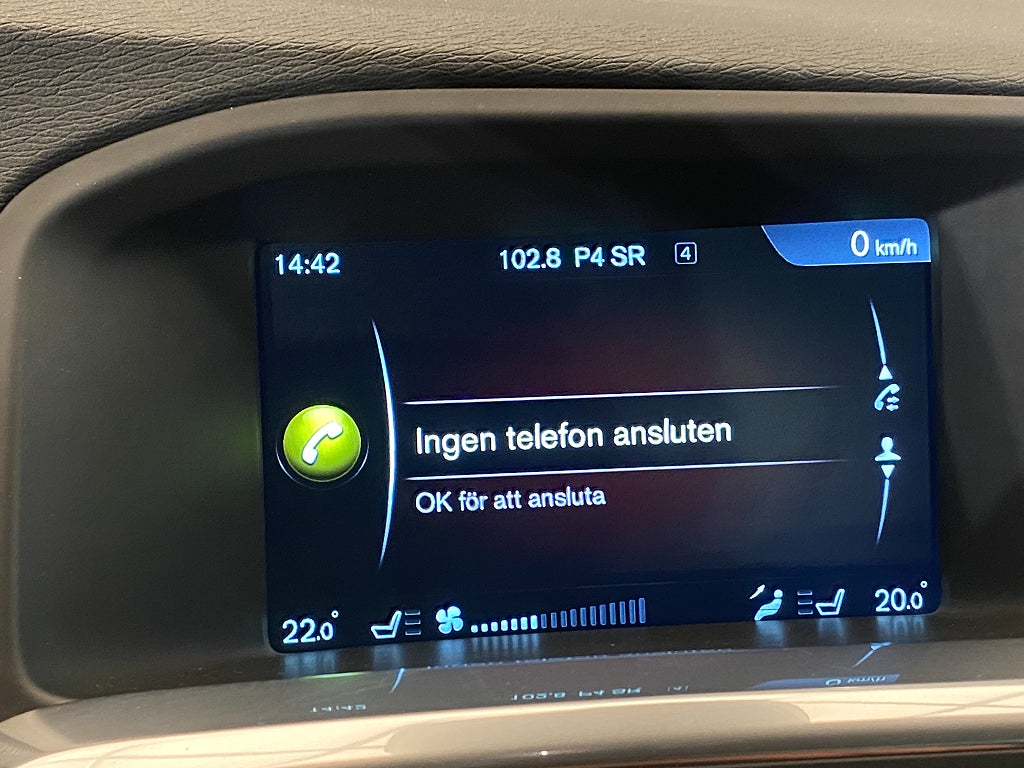 14:42 102.8 P4 SR 4 0 km/h
Ingen telefon ansluten
OK för att ansluta
22.0° 20.0°